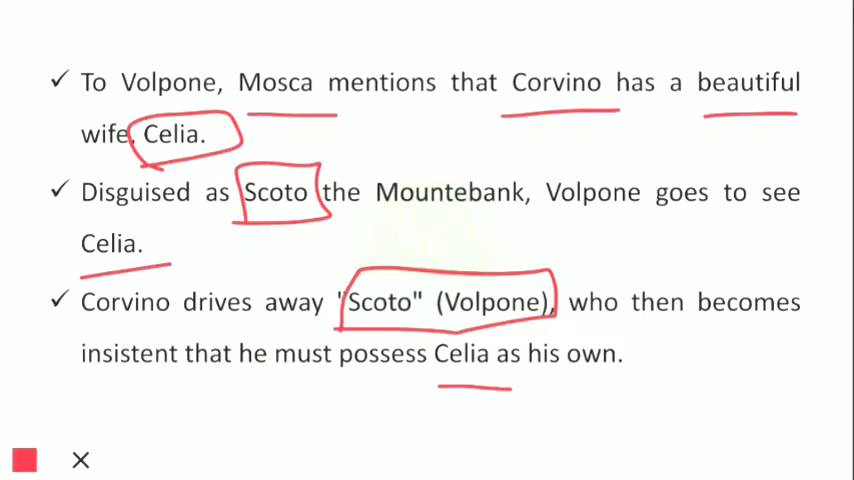 ✓ To Volpone, Mosca mentions that Corvino has a beautiful
wife, Celia.
✓ Disguised as Scoto the Mountebank, Volpone goes to see
Celia.
✓ Corvino drives away "Scoto" (Volpone), who then becomes
insistent that he must possess Celia as his own.